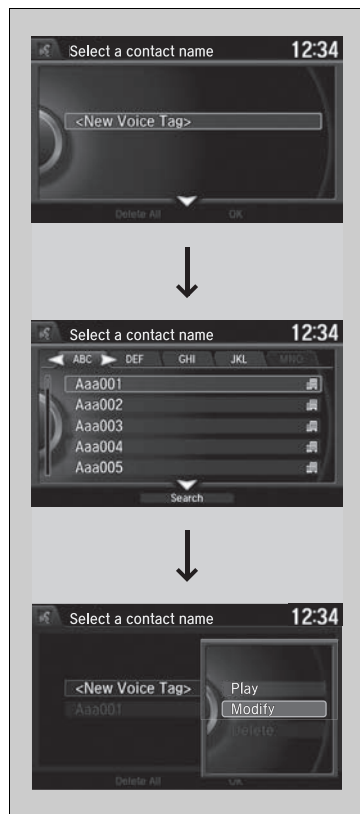 Select a contact name 12:34
<New Voice Tag>
Delete All OK
Select a contact name 12:34
ABC DEF GHI JKL MNO
Aaa001
Aaa002
Aaa003
Aaa004
Aaa005
Search
Select a contact name 12:34
<New Voice Tag> Play
Aaa001 Modify
Delete
Delete All OK